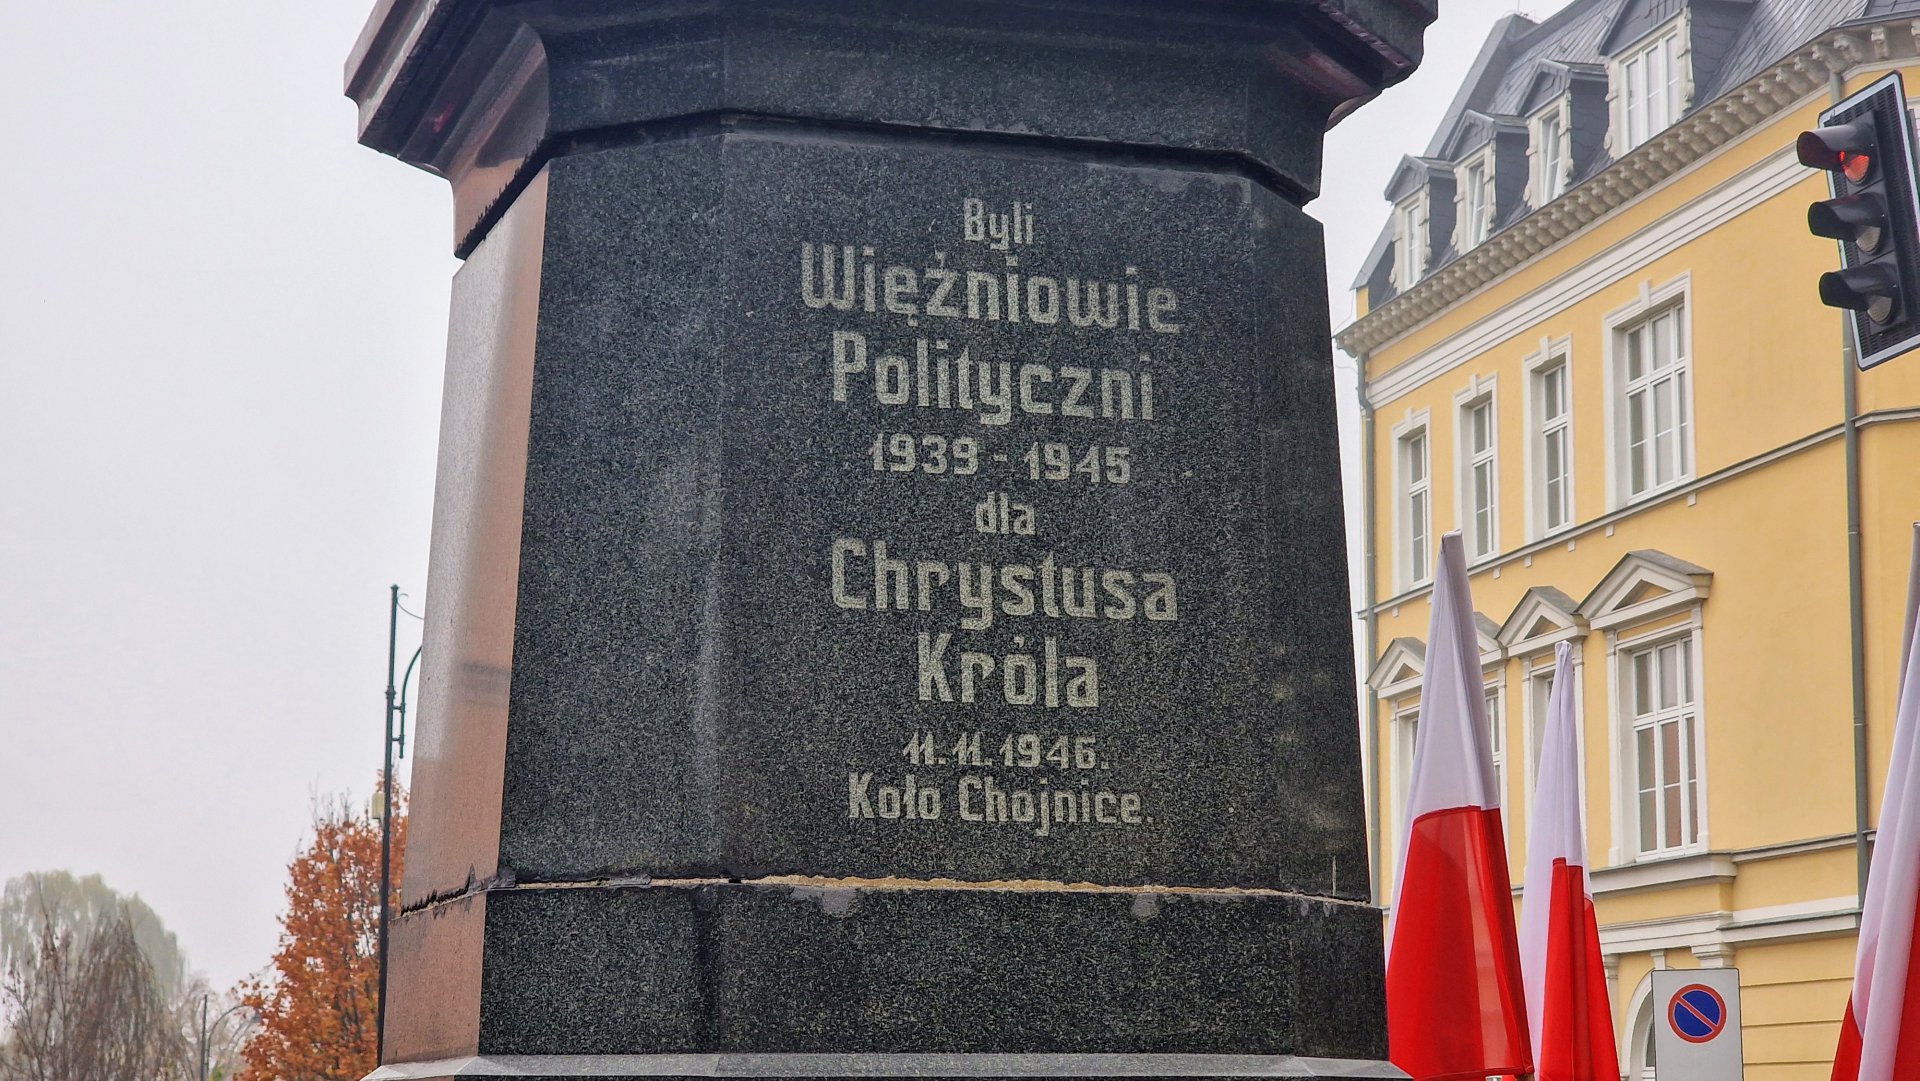 Byli
Więźniowie
Polityczni
1939 - 1945
dla
Chrystusa
Króla
11. 11. 1946.
Koło Chojnice.